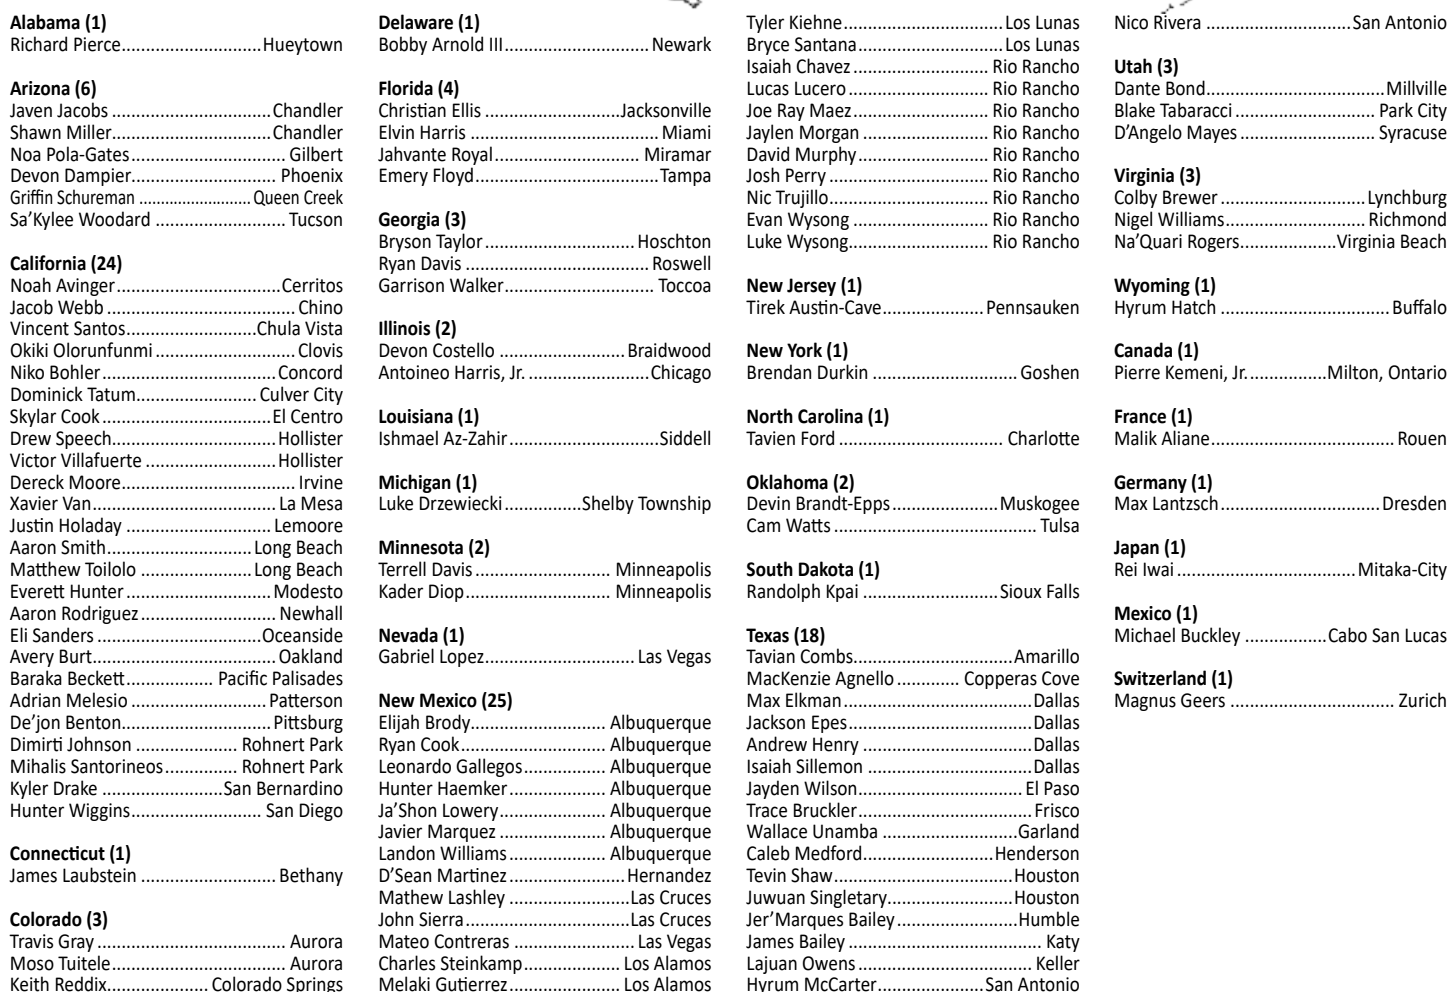 Alabama (1)
Richard Pierce..............................Hueytown
Arizona (6)
Javen Jacobs ..................................Chandler
Shawn Miller..................................Chandler
Noa Pola-Gates................................. Gilbert
Devon Dampier................................ Phoenix
Griffin Schureman ..........................Queen Creek
Sa'Kylee Woodard ............................ Tucson
California (24)
Noah Avinger...................................Cerritos
Jacob Webb ......................................... Chino
Vincent Santos............................Chula Vista
Okiki Olorunfunmi .............................. Clovis
Niko Bohler.....................................Concord
Dominick Tatum.......................... Culver City
Skylar Cook ....................................El Centro
Drew Speech....................................Hollister
Victor Villafuerte ............................Hollister
Dereck Moore..................................... Irvine
Xavier Van........................................ La Mesa
Justin Holaday ............................... Lemoore
Aaron Smith...............................Long Beach
Matthew Toilolo ........................Long Beach
Everett Hunter ................................Modesto
Aaron Rodriguez.............................. Newhall
Eli Sanders ...................................Oceanside
Avery Burt........................................ Oakland
Baraka Beckett................... Pacific Palisades
Adrian Melesio ...............................Patterson
De'jon Benton.................................Pittsburg
Dimirti Johnson ....................... Rohnert Park
Mihalis Santorineos................ Rohnert Park
Kyler Drake ..........................San Bernardino
Hunter Wiggins............................ San Diego
Connecticut (1)
James Laubstein ............................. Bethany
Colorado (3)
Travis Gray ........................................ Aurora
Moso Tuitele..................................... Aurora
Keith Reddix..................... Colorado Springs
Delaware (1)
Bobby Arnold III............................... Newark
Florida (4)
Christian Ellis ..............................Jacksonville
Elvin Harris ........................................ Miami
Jahvante Royal............................... Miramar
Emery Floyd.......................................Tampa
Georgia (3)
Bryson Taylor ................................ Hoschton
Ryan Davis ....................................... Roswell
Garrison Walker................................ Toccoa
Illinois (2)
Devon Costello ...........................Braidwood
Antoineo Harris, Jr. ..........................Chicago
Louisiana (1)
Ishmael Az-Zahir................................Siddell
Michigan (1)
Luke Drzewiecki.................Shelby Township
Minnesota (2)
Terrell Davis ............................. Minneapolis
Kader Diop............................... Minneapolis
Nevada (1)
Gabriel Lopez................................ Las Vegas
New Mexico (25)
Elijah Brody............................. Albuquerque
Ryan Cook............................... Albuquerque
Leonardo Gallegos................. Albuquerque
Hunter Haemker..................... Albuquerque
Ja'Shon Lowery....................... Albuquerque
Javier Marquez ....................... Albuquerque
Landon Williams ..................... Albuquerque
D'Sean Martinez ..........................Hernandez
Mathew Lashley ..........................Las Cruces
John Sierra....................................Las Cruces
Mateo Contreras .......................... Las Vegas
Charles Steinkamp..................... Los Alamos
Melaki Gutierrez........................ Los Alamos
Tyler Kiehne................................... Los Lunas
Bryce Santana................................ Los Lunas
Isaiah Chavez ............................. Rio Rancho
Lucas Lucero .............................. Rio Rancho
Joe Ray Maez.............................. Rio Rancho
Jaylen Morgan ........................... Rio Rancho
David Murphy............................. Rio Rancho
Josh Perry ................................... Rio Rancho
Nic Trujillo................................... Rio Rancho
Evan Wysong .............................. Rio Rancho
Luke Wysong.............................. Rio Rancho
New Jersey (1)
Tirek Austin-Cave...................... Pennsauken
New York (1)
Brendan Durkin ............................... Goshen
North Carolina (1)
Tavien Ford ................................... Charlotte
Oklahoma (2)
Devin Brandt-Epps.......................Muskogee
Cam Watts ........................................... Tulsa
South Dakota (1)
Randolph Kpai .............................Sioux Falls
Texas (18)
Tavian Combs..................................Amarillo
MacKenzie Agnello ............. Copperas Cove
Max Elkman........................................Dallas
Jackson Epes.......................................Dallas
Andrew Henry ....................................Dallas
Isaiah Sillemon ...................................Dallas
Jayden Wilson................................... El Paso
Trace Bruckler.....................................Frisco
Wallace Unamba .............................Garland
Caleb Medford............................Henderson
Tevin Shaw......................................Houston
Juwuan Singletary...........................Houston
Jer'Marques Bailey..........................Humble
James Bailey ......................................... Katy
Lajuan Owens ..................................... Keller
Hyrum McCarter.......................San Antonio
Nico Rivera ................................San Antonio
Utah (3)
Dante Bond......................................Millville
Blake Tabaracci .............................. Park City
D'Angelo Mayes ............................. Syracuse
Virginia (3)
Colby Brewer ...............................Lynchburg
Nigel Williams...............................Richmond
Na'Quari Rogers.....................Virginia Beach
Wyoming (1)
Hyrum Hatch ....................................Buffalo
Canada (1)
Pierre Kemeni, Jr.................Milton, Ontario
France (1)
Malik Aliane........................................ Rouen
Germany (1)
Max Lantzsch...................................Dresden
Japan (1)
Rei Iwai .......................................Mitaka-City
Mexico (1)
Michael Buckley .................Cabo San Lucas
Switzerland (1)
Magnus Geers ................................... Zurich